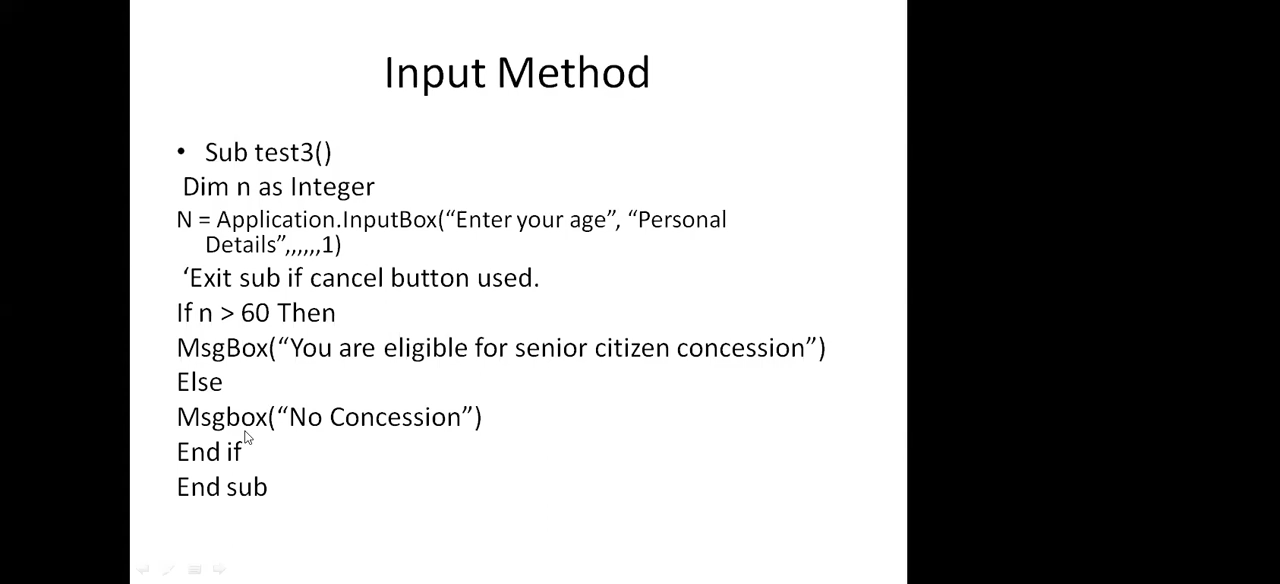 Input Method
• Sub test3()
Dim n as Integer
N = Application.InputBox(“Enter your age”, “Personal
Details”,,,,,,1)
‘Exit sub if cancel button used.
If n > 60 Then
MsgBox(“You are eligible for senior citizen concession”)
Else
Msgbox(“No Concession”)
End if
End sub